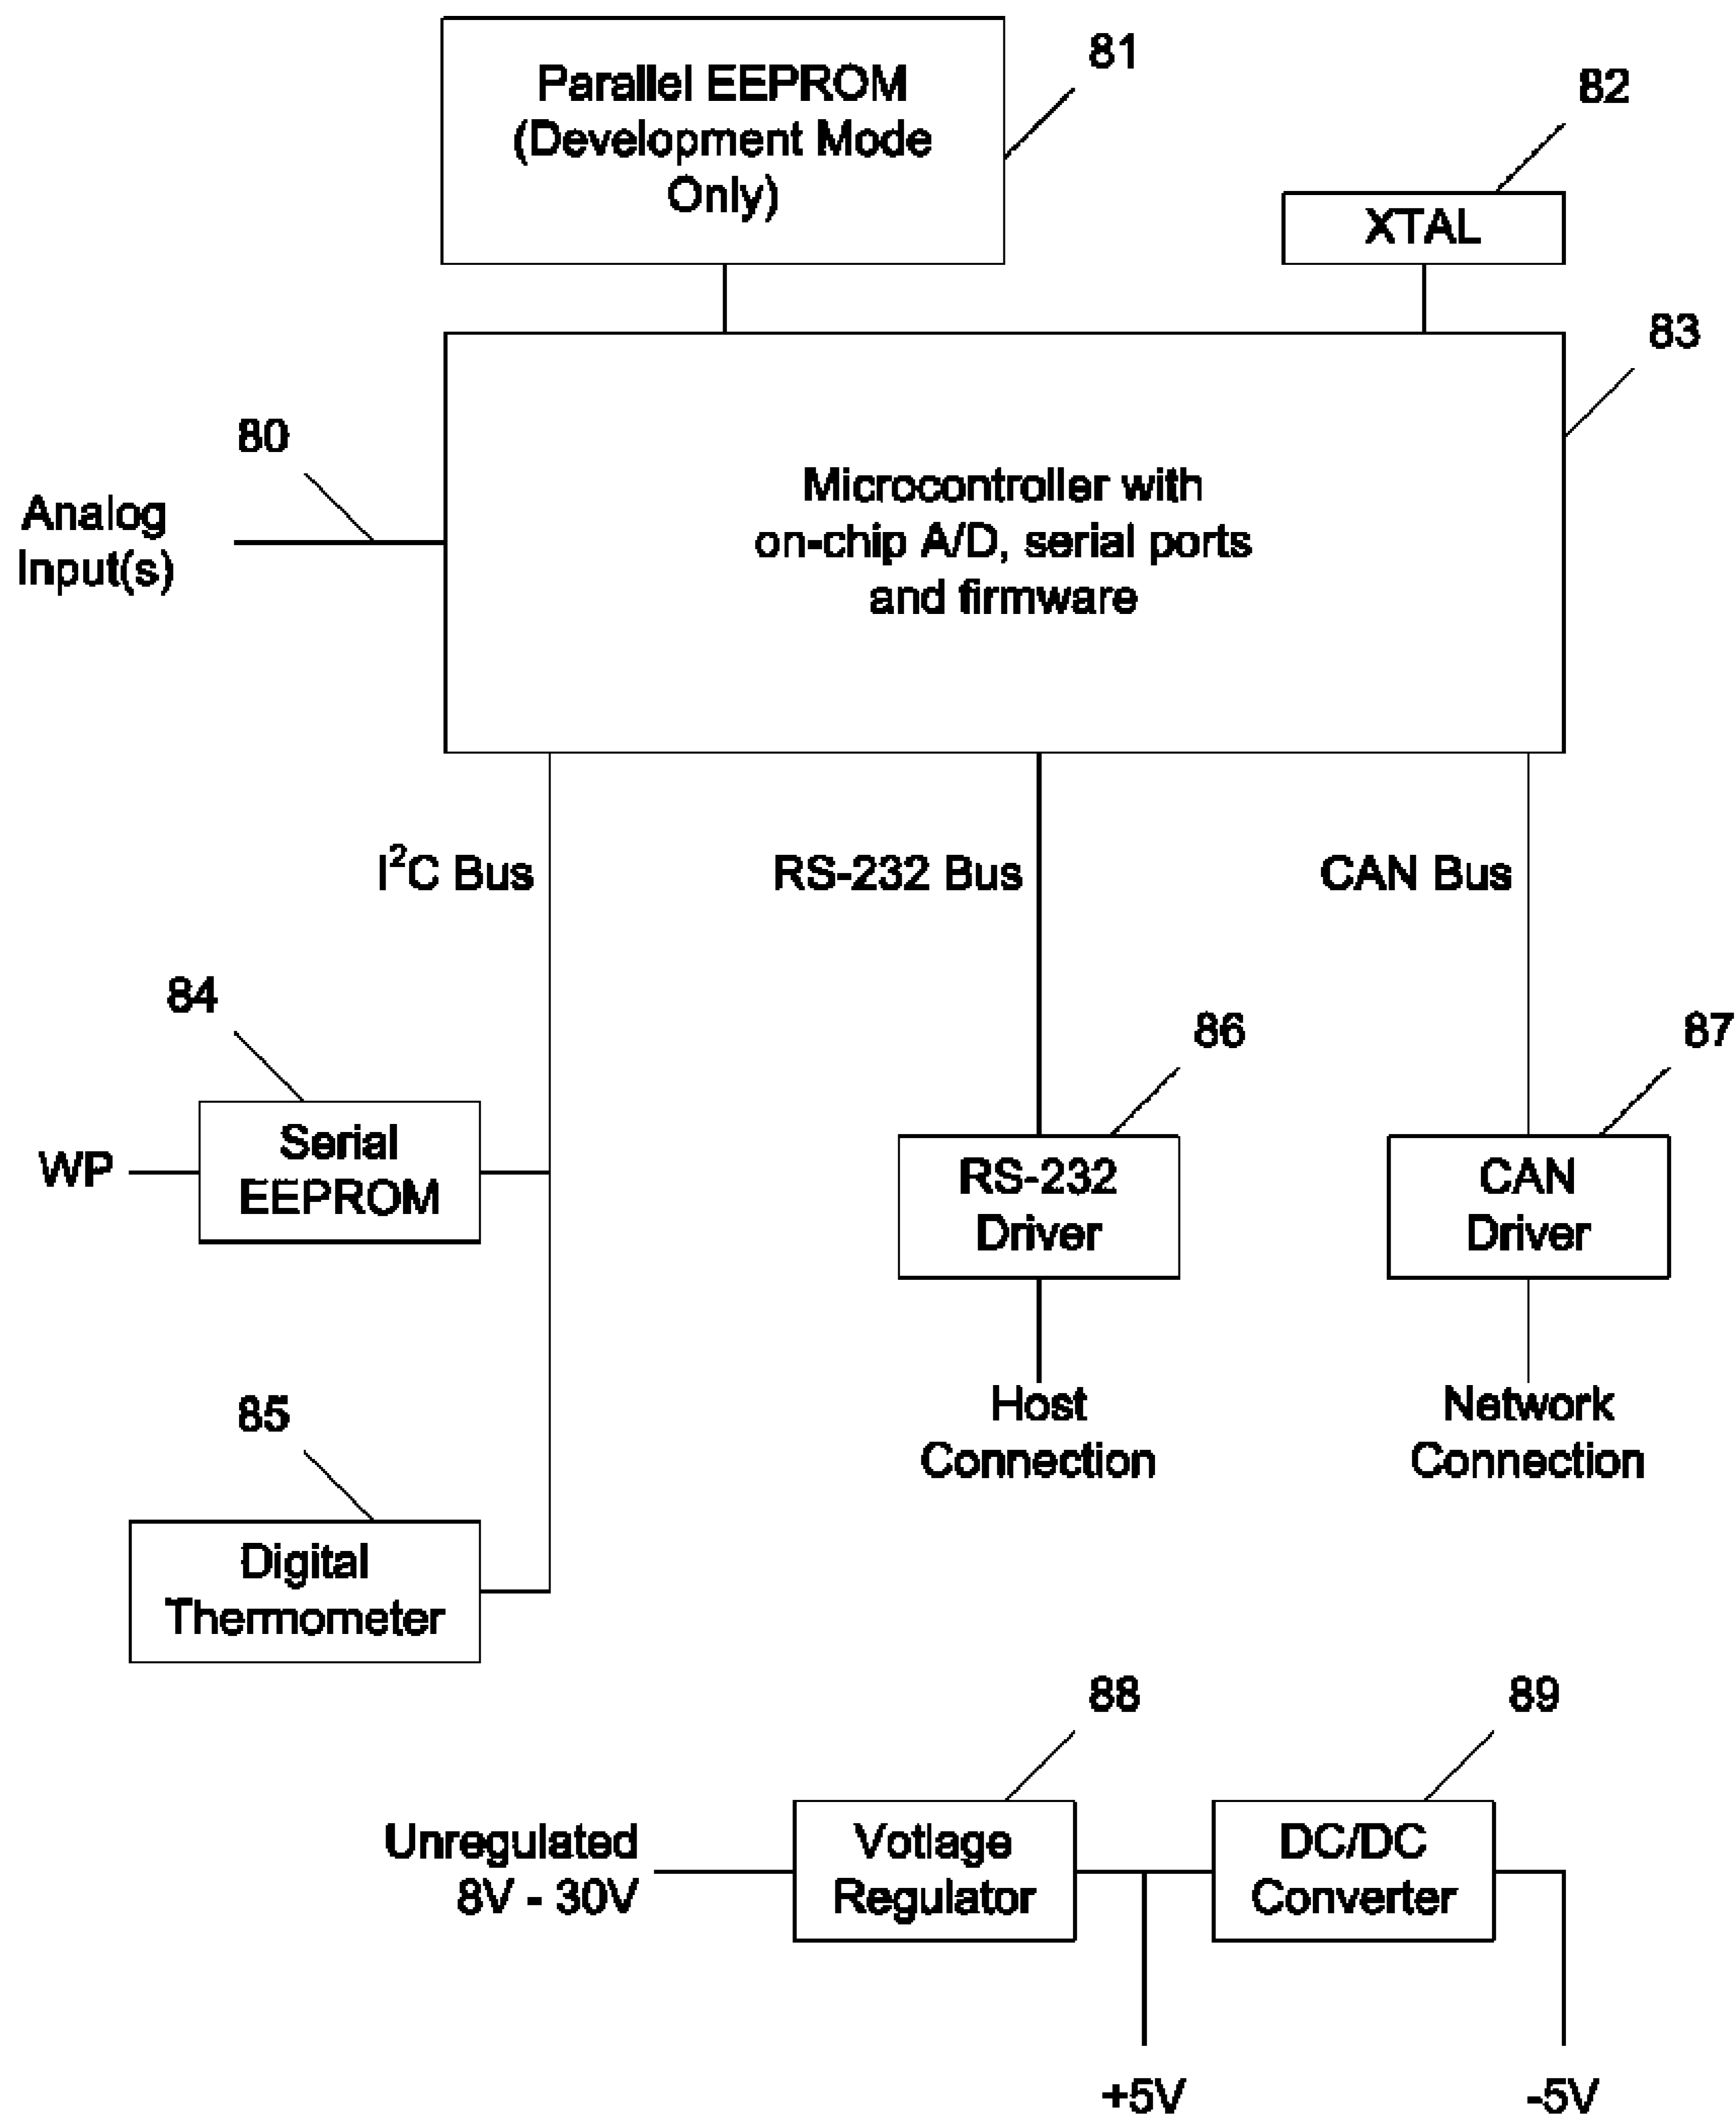 81
Parallel EEPROM
(Development Mode
Only)
82
XTAL
83
80
Analog
Input(s)
Microcontroller with
on-chip A/D, serial ports
and firmware
I²C Bus
RS-232 Bus
CAN Bus
84
86
87
WP
Serial
EEPROM
RS-232
Driver
CAN
Driver
85
Host
Connection
Network
Connection
Digital
Thermometer
88
89
Unregulated
8V - 30V
Votlage
Regulator
DC/DC
Converter
+5V
-5V